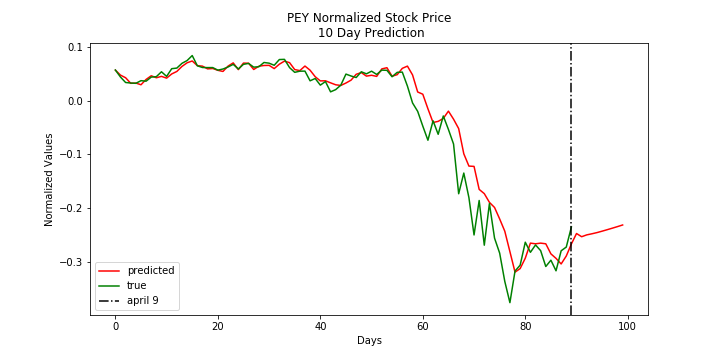 PEY Normalized Stock Price
10 Day Prediction
Normalized Values
0.1
0.0
−0.1
−0.2
−0.3
predicted
true
april 9
0
20
40
60
80
100
Days